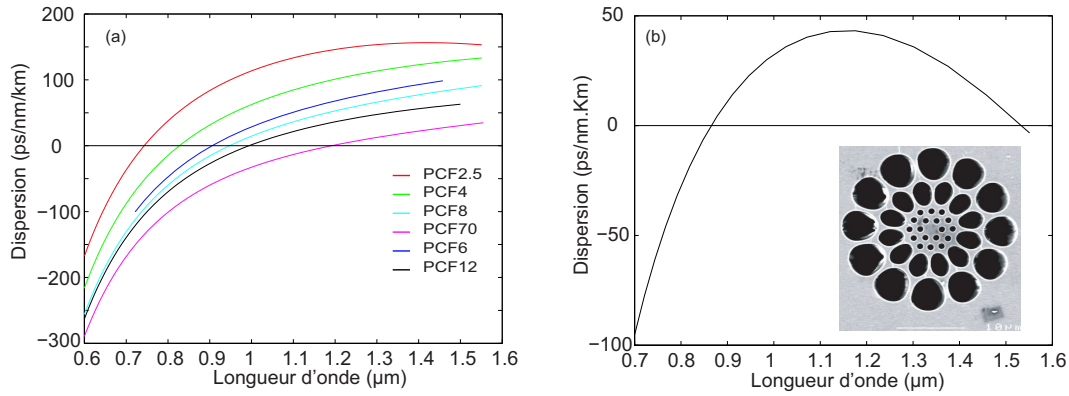 (a)
Dispersion (ps/nm/km)
200
100
0
−100
−200
−300
PCF2.5
PCF4
PCF8
PCF70
PCF6
PCF12
0.6 0.7 0.8 0.9 1 1.1 1.2 1.3 1.4 1.5 1.6
Longueur d'onde (µm)
(b)
Dispersion (ps/nm.Km)
50
0
−50
−100
10µm
0.7 0.8 0.9 1 1.1 1.2 1.3 1.4 1.5 1.6
Longueur d'onde (µm)